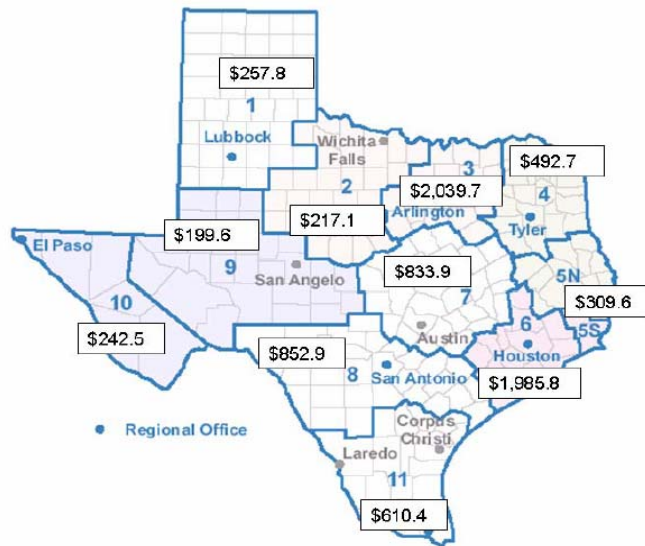 $257.8
1
Lubbock
Wichita
Falls
3
$492.7
2
$2,039.7
4
Arlington
Tyler
$217.1
$199.6
El Paso
9
San Angelo
$833.9
7
5N
10
$309.6
6
5S
$242.5
Austin
Houston
$852.9
8
San Antonio
$1,985.8
Corpus
Christi
Regional Office
Laredo
11
$610.4